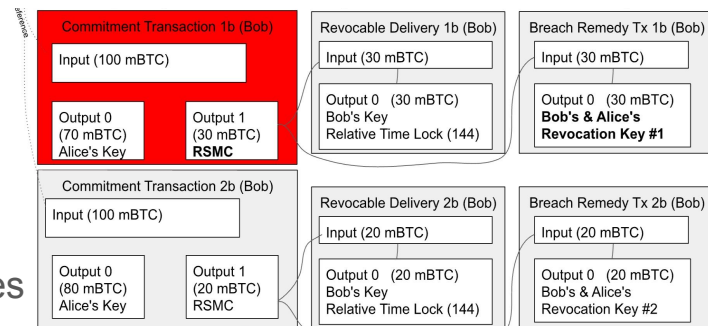 Commitment Transaction 1b (Bob)
Input (100 mBTC)
Output 0
(70 mBTC)
Alice's Key
Output 1
(30 mBTC)
RSMC
Revocable Delivery 1b (Bob)
Input (30 mBTC)
Output 0 (30 mBTC)
Bob's Key
Relative Time Lock (144)
Breach Remedy Tx 1b (Bob)
Input (30 mBTC)
Output 0 (30 mBTC)
Bob's & Alice's
Revocation Key #1
Commitment Transaction 2b (Bob)
Input (100 mBTC)
Output 0
(80 mBTC)
Alice's Key
Output 1
(20 mBTC)
RSMC
Revocable Delivery 2b (Bob)
Input (20 mBTC)
Output 0 (20 mBTC)
Bob's Key
Relative Time Lock (144)
Breach Remedy Tx 2b (Bob)
Input (20 mBTC)
Output 0 (20 mBTC)
Bob's & Alice's
Revocation Key #2